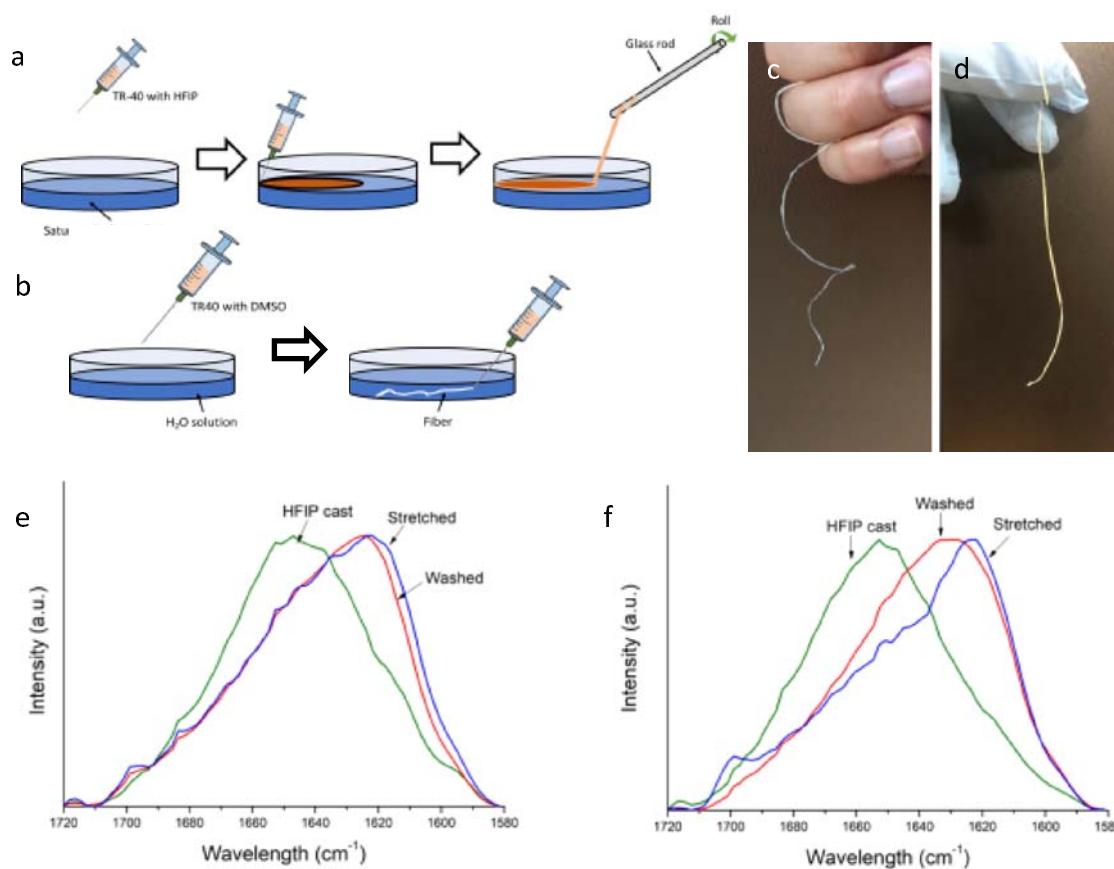 a
TR-40 with HFIP
Glass rod
Roll
Satu
b
TR40 with DMSO
H₂O solution
Fiber
c
d
e
HFIP cast
Stretched
Washed
Intensity (a.u.)
1720 1700 1680 1660 1640 1620 1600 1580
Wavelength (cm⁻¹)
f
Washed
HFIP cast
Stretched
Intensity (a.u.)
1720 1700 1680 1660 1640 1620 1600 158
Wavelength (cm⁻¹)